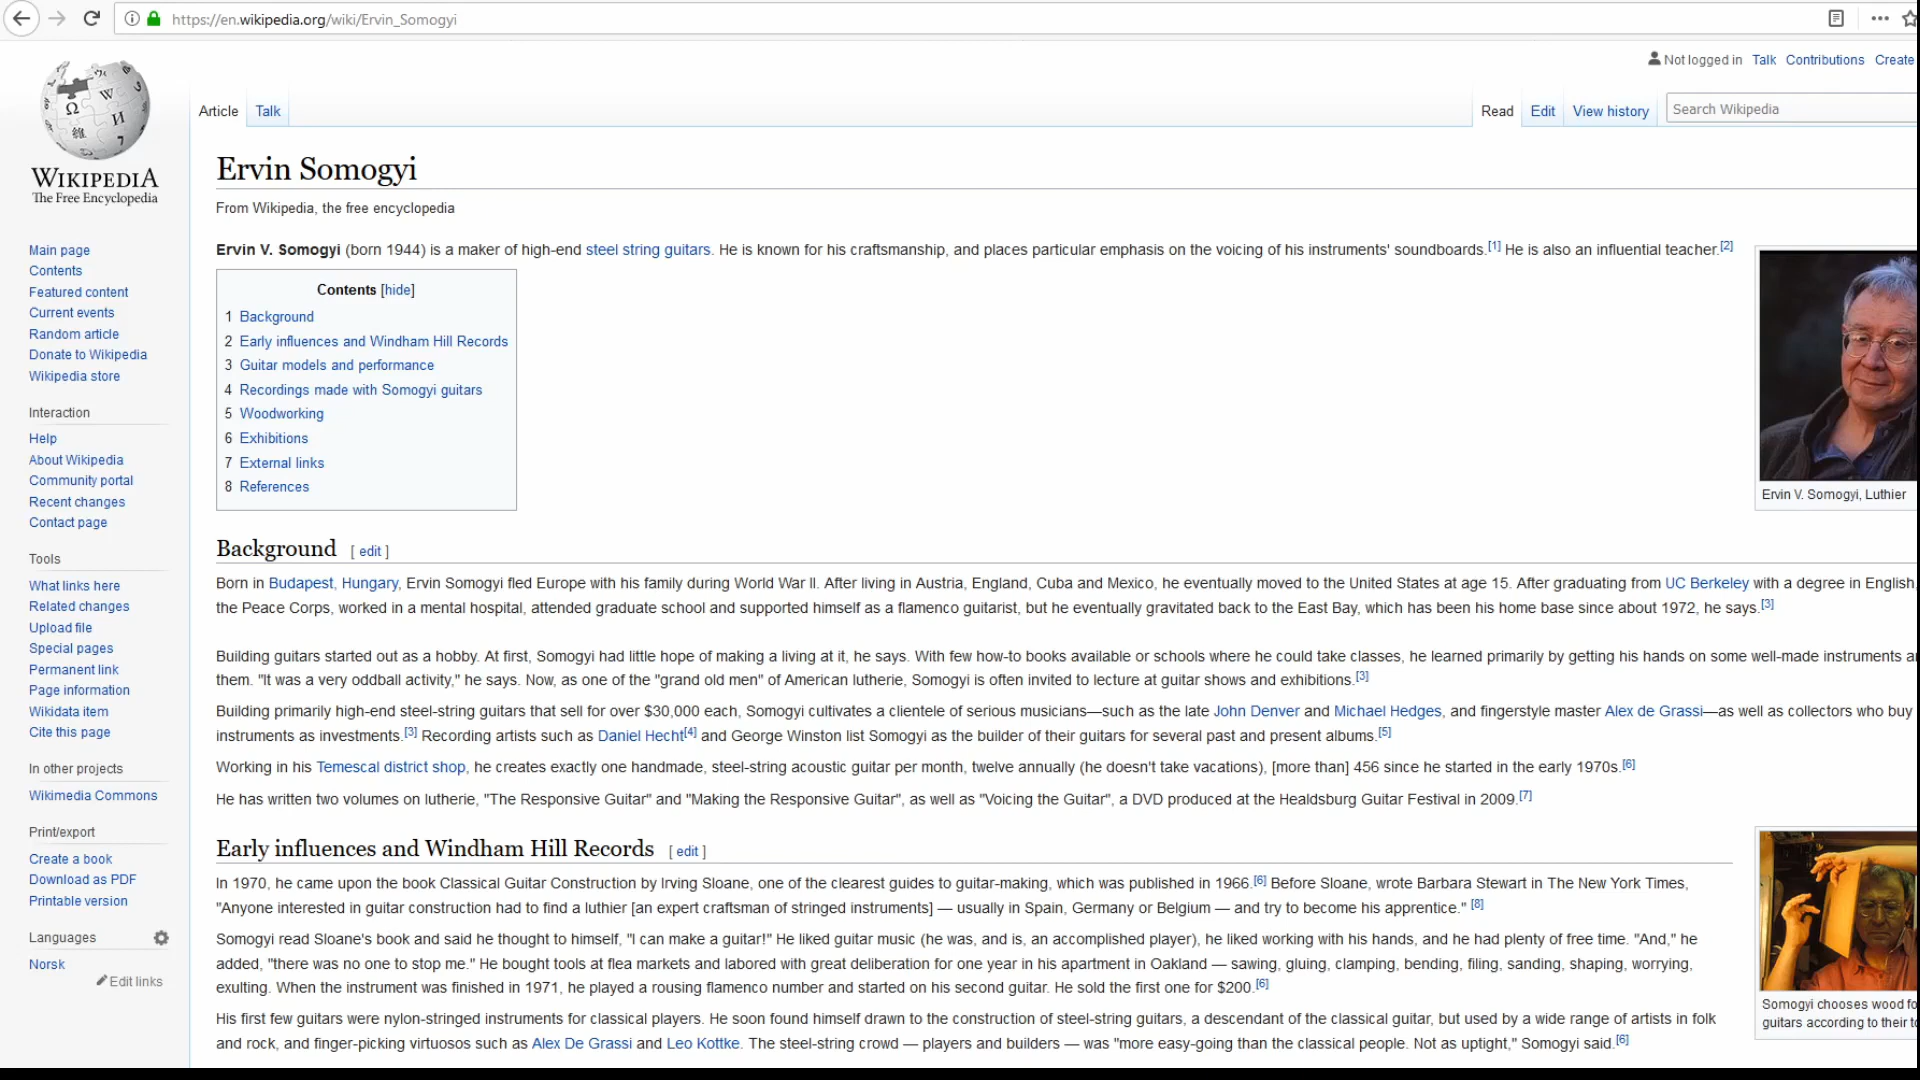 https://en.wikipedia.org/wiki/Ervin_Somogyi
Not logged in Talk Contributions Create
Article Talk
Read Edit View history Search Wikipedia
WIKIPEDIA
The Free Encyclopedia
Main page
Contents
Featured content
Current events
Random article
Donate to Wikipedia
Wikipedia store
Interaction
Help
About Wikipedia
Community portal
Recent changes
Contact page
Tools
What links here
Related changes
Upload file
Special pages
Permanent link
Page information
Wikidata item
Cite this page
In other projects
Wikimedia Commons
Print/export
Create a book
Download as PDF
Printable version
Languages
Norsk
Edit links
Ervin Somogyi
From Wikipedia, the free encyclopedia
Ervin V. Somogyi (born 1944) is a maker of high-end steel string guitars. He is known for his craftsmanship, and places particular emphasis on the voicing of his instruments' soundboards.[1] He is also an influential teacher.[2]
Contents [hide]
1 Background
2 Early influences and Windham Hill Records
3 Guitar models and performance
4 Recordings made with Somogyi guitars
5 Woodworking
6 Exhibitions
7 External links
8 References
Ervin V. Somogyi, Luthier
Background [ edit ]
Born in Budapest, Hungary, Ervin Somogyi fled Europe with his family during World War II. After living in Austria, England, Cuba and Mexico, he eventually moved to the United States at age 15. After graduating from UC Berkeley with a degree in English,
the Peace Corps, worked in a mental hospital, attended graduate school and supported himself as a flamenco guitarist, but he eventually gravitated back to the East Bay, which has been his home base since about 1972, he says.[3]
Building guitars started out as a hobby. At first, Somogyi had little hope of making a living at it, he says. With few how-to books available or schools where he could take classes, he learned primarily by getting his hands on some well-made instruments
them. "It was a very oddball activity," he says. Now, as one of the "grand old men" of American lutherie, Somogyi is often invited to lecture at guitar shows and exhibitions.[3]
Building primarily high-end steel-string guitars that sell for over $30,000 each, Somogyi cultivates a clientele of serious musicians—such as the late John Denver and Michael Hedges, and fingerstyle master Alex de Grassi—as well as collectors who buy
instruments as investments.[3] Recording artists such as Daniel Hecht[4] and George Winston list Somogyi as the builder of their guitars for several past and present albums.[5]
Working in his Temescal district shop, he creates exactly one handmade, steel-string acoustic guitar per month, twelve annually (he doesn't take vacations), [more than] 456 since he started in the early 1970s.[6]
He has written two volumes on lutherie, "The Responsive Guitar" and "Making the Responsive Guitar", as well as "Voicing the Guitar", a DVD produced at the Healdsburg Guitar Festival in 2009.[7]
Early influences and Windham Hill Records [ edit ]
In 1970, he came upon the book Classical Guitar Construction by Irving Sloane, one of the clearest guides to guitar-making, which was published in 1966.[6] Before Sloane, wrote Barbara Stewart in The New York Times,
"Anyone interested in guitar construction had to find a luthier [an expert craftsman of stringed instruments] — usually in Spain, Germany or Belgium — and try to become his apprentice." [8]
Somogyi read Sloane's book and said he thought to himself, "I can make a guitar!" He liked guitar music (he was, and is, an accomplished player), he liked working with his hands, and he had plenty of free time. "And," he
added, "there was no one to stop me." He bought tools at flea markets and labored with great deliberation for one year in his apartment in Oakland — sawing, gluing, clamping, bending, filing, sanding, shaping, worrying,
exulting. When the instrument was finished in 1971, he played a rousing flamenco number and started on his second guitar. He sold the first one for $200.[6]
His first few guitars were nylon-stringed instruments for classical players. He soon found himself drawn to the construction of steel-string guitars, a descendant of the classical guitar, but used by a wide range of artists in folk
and rock, and finger-picking virtuosos such as Alex De Grassi and Leo Kottke. The steel-string crowd — players and builders — was "more easy-going than the classical people. Not as uptight," Somogyi said.[6]
Somogyi chooses wood
guitars according to their